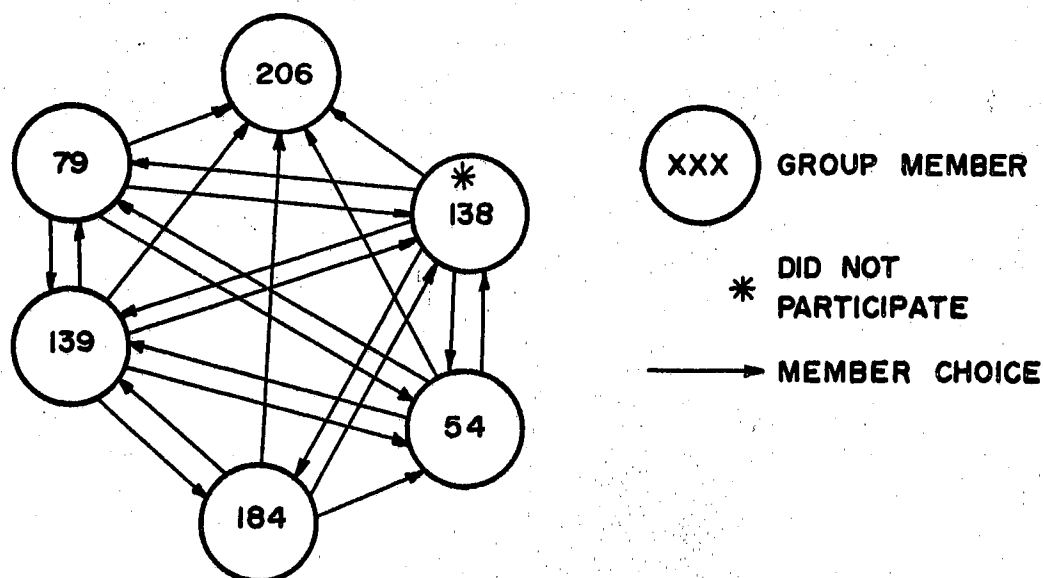 206
79
*
138
139
54
184
XXX GROUP MEMBER
* DID NOT
PARTICIPATE
MEMBER CHOICE